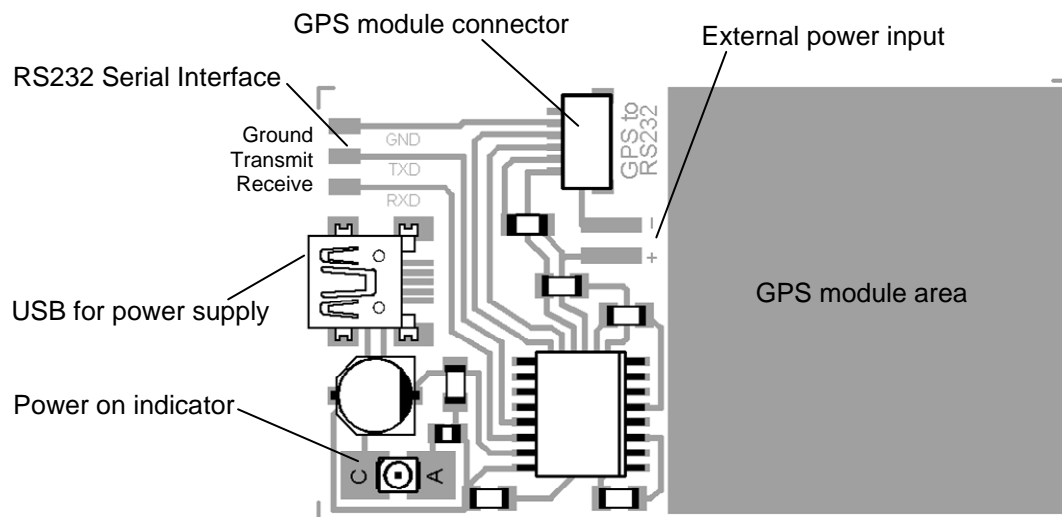 GPS module connector
External power input
RS232 Serial Interface
GPS to
RS232
Ground
GND
Transmit
TXD
Receive
RXD
-
+
USB for power supply
GPS module area
Power on indicator
C
A